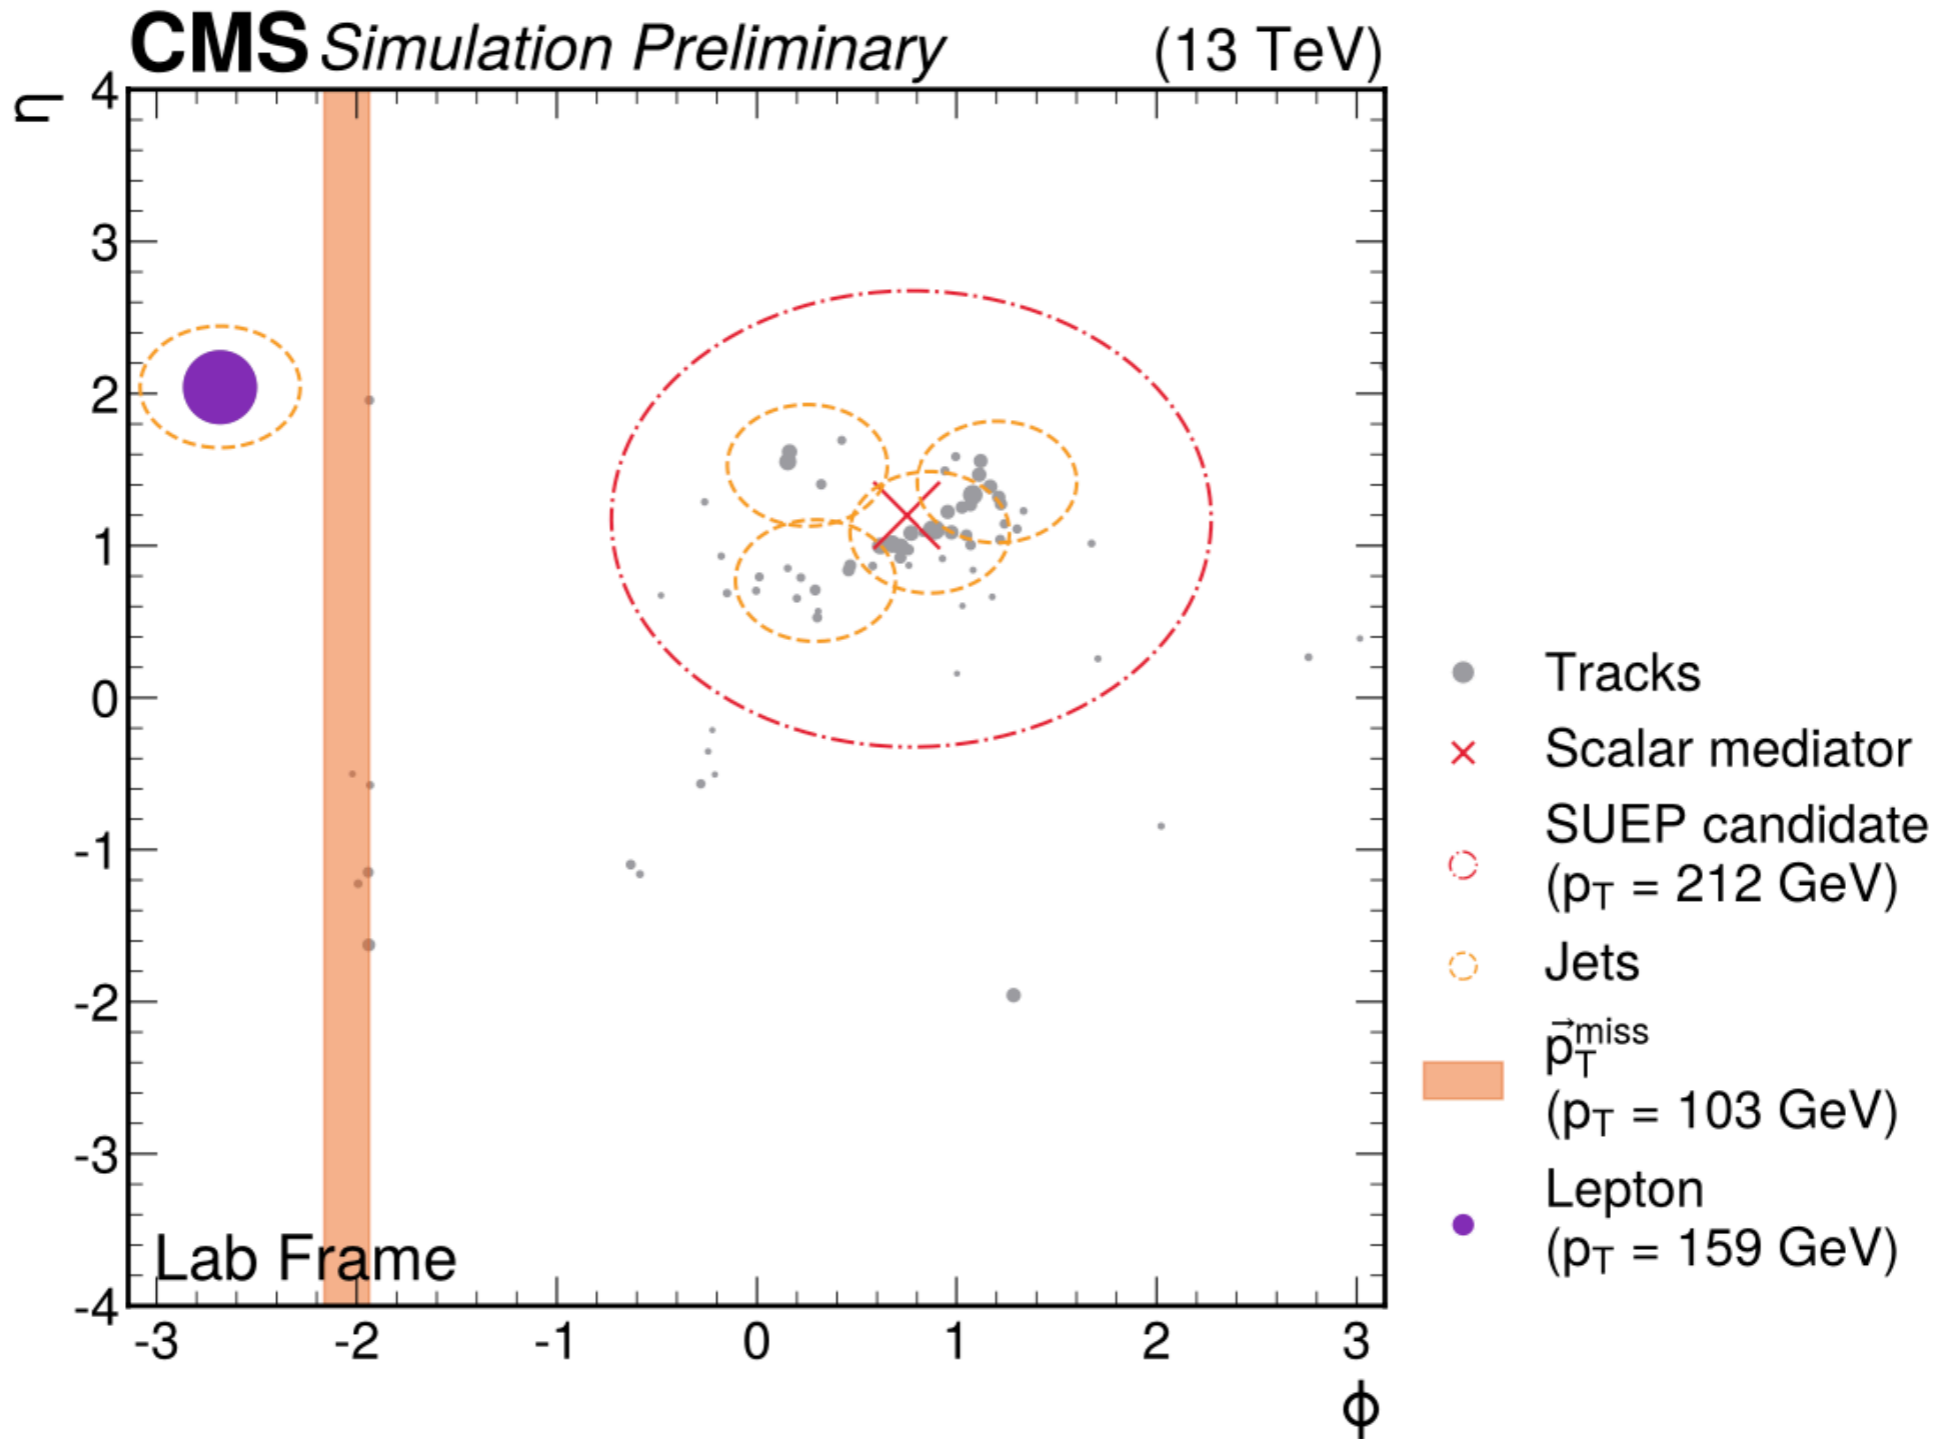 CMS Simulation Preliminary (13 TeV)
η
4
3
2
1
0
-1
-2
-3
-4
Lab Frame
-3 -2 -1 0 1 2 3
ϕ
Tracks
Scalar mediator
SUEP candidate
(pT = 212 GeV)
Jets
p⃗Tmiss
(pT = 103 GeV)
Lepton
(pT = 159 GeV)